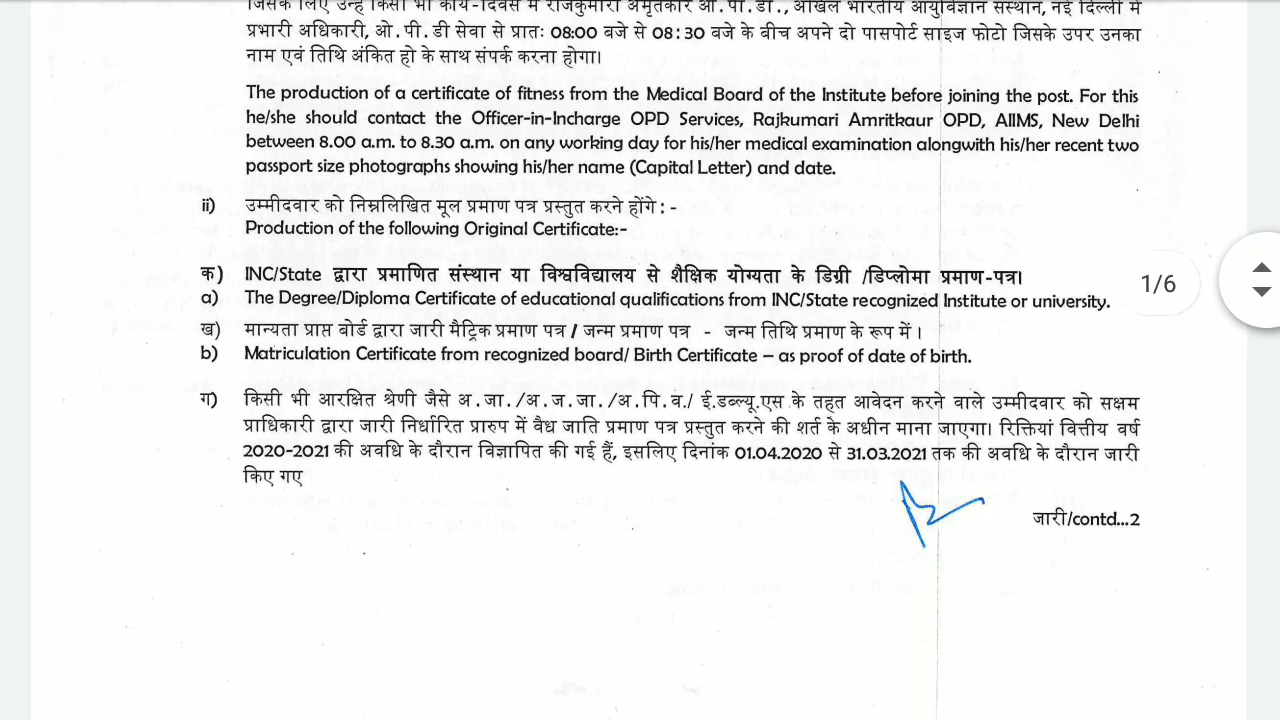 जिसके लिए उन्हें किसी भी कार्य-दिवस में राजकुमारी अमृतकौर ओ.पी.डी., अखिल भारतीय आयुर्विज्ञान संस्थान, नई दिल्ली में
प्रभारी अधिकारी, ओ.पी.डी सेवा से प्रातः 08:00 बजे से 08:30 बजे के बीच अपने दो पासपोर्ट साइज फोटो जिसके उपर उनका
नाम एवं तिथि अंकित हो के साथ संपर्क करना होगा।
The production of a certificate of fitness from the Medical Board of the Institute before joining the post. For this
he/she should contact the Officer-in-Incharge OPD Services, Rajkumari Amritkaur OPD, AIIMS, New Delhi
between 8.00 a.m. to 8.30 a.m. on any working day for his/her medical examination alongwith his/her recent two
passport size photographs showing his/her name (Capital Letter) and date.
ii) उम्मीदवार को निम्नलिखित मूल प्रमाण पत्र प्रस्तुत करने होंगे : -
Production of the following Original Certificate:-
क) INC/State द्वारा प्रमाणित संस्थान या विश्वविद्यालय से शैक्षिक योग्यता के डिग्री /डिप्लोमा प्रमाण-पत्र।
a) The Degree/Diploma Certificate of educational qualifications from INC/State recognized Institute or university.
1/6
ख) मान्यता प्राप्त बोर्ड द्वारा जारी मैट्रिक प्रमाण पत्र / जन्म प्रमाण पत्र - जन्म तिथि प्रमाण के रूप में ।
b) Matriculation Certificate from recognized board/ Birth Certificate – as proof of date of birth.
ग) किसी भी आरक्षित श्रेणी जैसे अ.जा./अ.ज.जा./अ.पि.व./ ई.डब्ल्यू.एस के तहत आवेदन करने वाले उम्मीदवार को सक्षम
प्राधिकारी द्वारा जारी निर्धारित प्रारुप में वैध जाति प्रमाण पत्र प्रस्तुत करने की शर्त के अधीन माना जाएगा। रिक्तियां वित्तीय वर्ष
2020-2021 की अवधि के दौरान विज्ञापित की गई हैं, इसलिए दिनांक 01.04.2020 से 31.03.2021 तक की अवधि के दौरान जारी
किए गए
जारी/contd...2